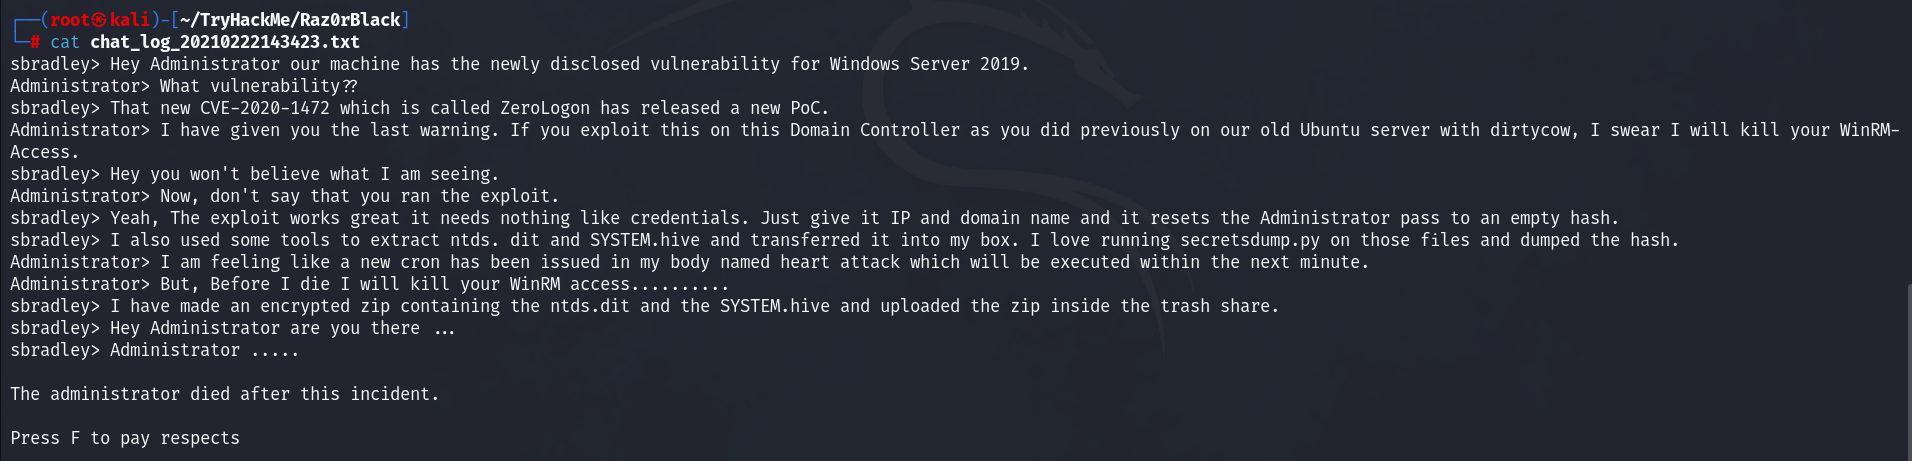 ┌──(root㉿kali)-[~/TryHackMe/Raz0rBlack]
└─# cat chat_log_20210222143423.txt
sbradley> Hey Administrator our machine has the newly disclosed vulnerability for Windows Server 2019.
Administrator> What vulnerability??
sbradley> That new CVE-2020-1472 which is called ZeroLogon has released a new PoC.
Administrator> I have given you the last warning. If you exploit this on this Domain Controller as you did previously on our old Ubuntu server with dirtycow, I swear I will kill your WinRM-
Access.
sbradley> Hey you won't believe what I am seeing.
Administrator> Now, don't say that you ran the exploit.
sbradley> Yeah, The exploit works great it needs nothing like credentials. Just give it IP and domain name and it resets the Administrator pass to an empty hash.
sbradley> I also used some tools to extract ntds. dit and SYSTEM.hive and transferred it into my box. I love running secretsdump.py on those files and dumped the hash.
Administrator> I am feeling like a new cron has been issued in my body named heart attack which will be executed within the next minute.
Administrator> But, Before I die I will kill your WinRM access..........
sbradley> I have made an encrypted zip containing the ntds.dit and the SYSTEM.hive and uploaded the zip inside the trash share.
sbradley> Hey Administrator are you there ...
sbradley> Administrator .....
The administrator died after this incident.
Press F to pay respects